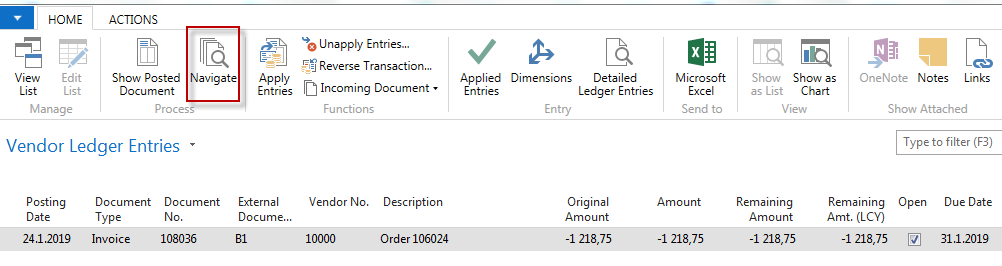 HOME ACTIONS
View List
Edit List
Show Posted Document
Navigate
Apply Entries
Unapply Entries...
Reverse Transaction...
Incoming Document
Applied Entries
Dimensions
Detailed Ledger Entries
Microsoft Excel
Show as List
Show as Chart
OneNote
Notes
Links
Manage Process Functions Entry Send to View Show Attached
Vendor Ledger Entries
Type to filter (F3)
Posting Date
Document Type
Document No.
External Docume...
Vendor No.
Description
Original Amount
Amount
Remaining Amount
Remaining Amt. (LCY)
Open
Due Date
24.1.2019 Invoice 108036 B1 10000 Order 106024 -1 218,75 -1 218,75 -1 218,75 -1 218,75 31.1.2019